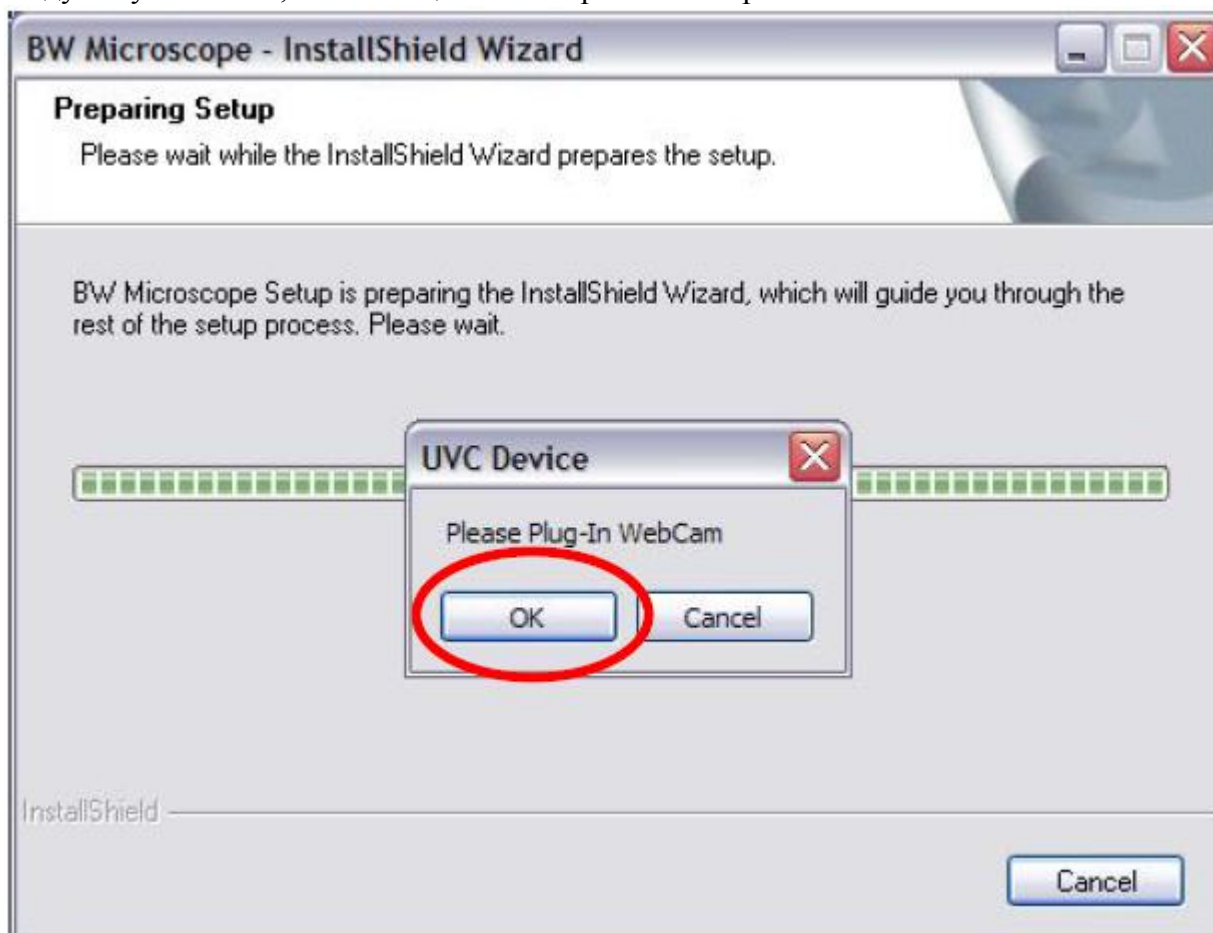 BW Microscope - InstallShield Wizard
Preparing Setup
Please wait while the InstallShield Wizard prepares the setup.
BW Microscope Setup is preparing the InstallShield Wizard, which will guide you through the
rest of the setup process. Please wait.
UVC Device
Please Plug-In WebCam
OK
Cancel
InstallShield
Cancel